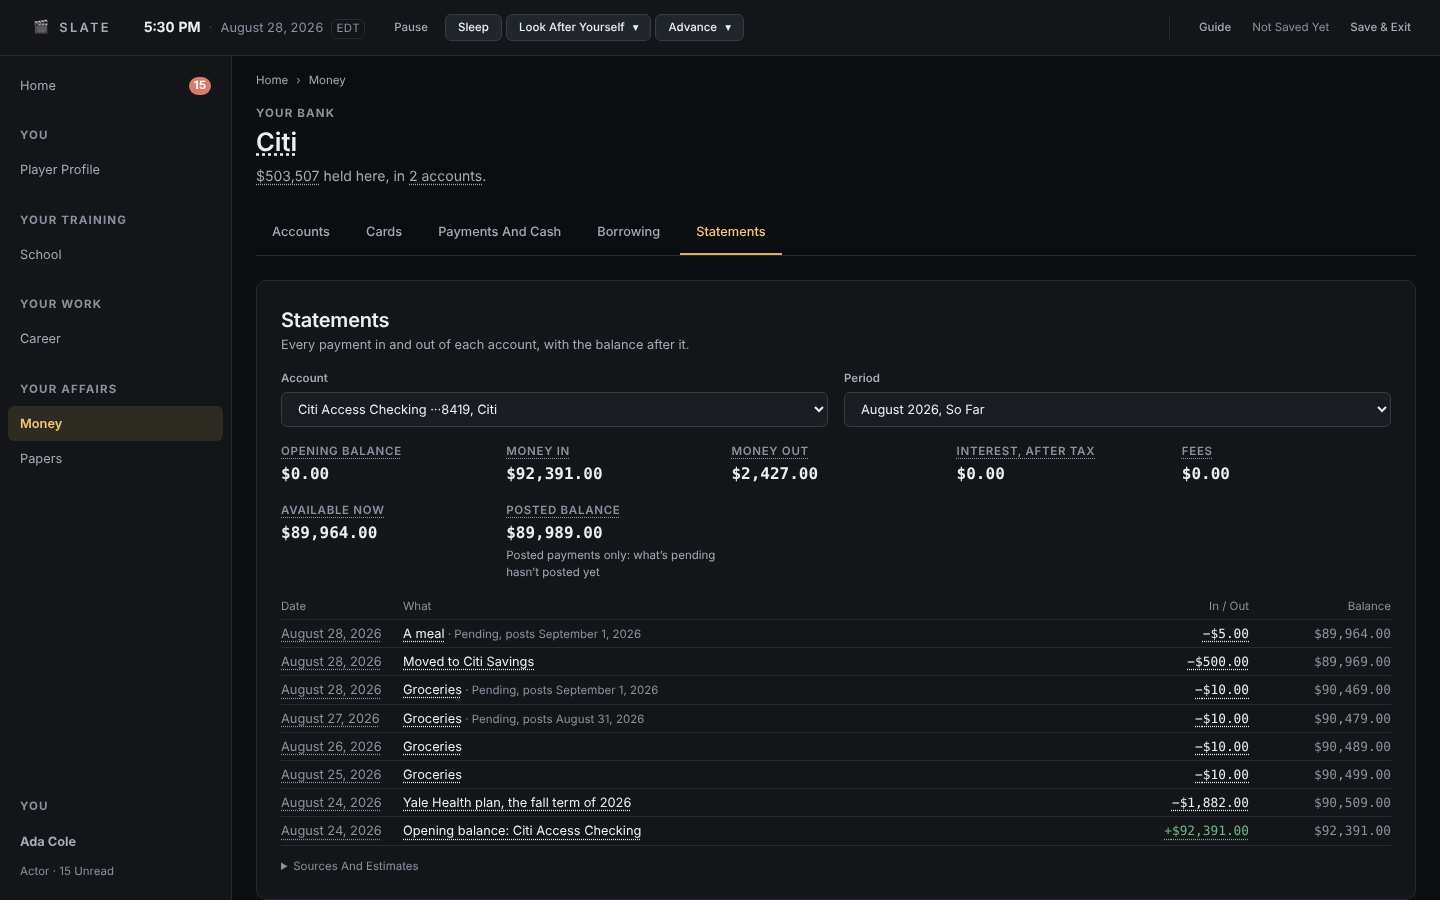 SLATE
5:30 PM · August 28, 2026 EDT
Pause
Sleep
Look After Yourself ▾
Advance ▾
Guide
Not Saved Yet
Save & Exit
Home
15
YOU
Player Profile
YOUR TRAINING
School
YOUR WORK
Career
YOUR AFFAIRS
Money
Papers
YOU
Ada Cole
Actor · 15 Unread
Home › Money
YOUR BANK
Citi
$503,507 held here, in 2 accounts.
Accounts
Cards
Payments And Cash
Borrowing
Statements
Statements
Every payment in and out of each account, with the balance after it.
Account
Citi Access Checking ···8419, Citi
Period
August 2026, So Far
OPENING BALANCE
$0.00
MONEY IN
$92,391.00
MONEY OUT
$2,427.00
INTEREST, AFTER TAX
$0.00
FEES
$0.00
AVAILABLE NOW
$89,964.00
POSTED BALANCE
$89,989.00
Posted payments only: what's pending
hasn't posted yet
Date What In / Out Balance
August 28, 2026 A meal · Pending, posts September 1, 2026 −$5.00 $89,964.00
August 28, 2026 Moved to Citi Savings −$500.00 $89,969.00
August 28, 2026 Groceries · Pending, posts September 1, 2026 −$10.00 $90,469.00
August 27, 2026 Groceries · Pending, posts August 31, 2026 −$10.00 $90,479.00
August 26, 2026 Groceries −$10.00 $90,489.00
August 25, 2026 Groceries −$10.00 $90,499.00
August 24, 2026 Yale Health plan, the fall term of 2026 −$1,882.00 $90,509.00
August 24, 2026 Opening balance: Citi Access Checking +$92,391.00 $92,391.00
▶ Sources And Estimates